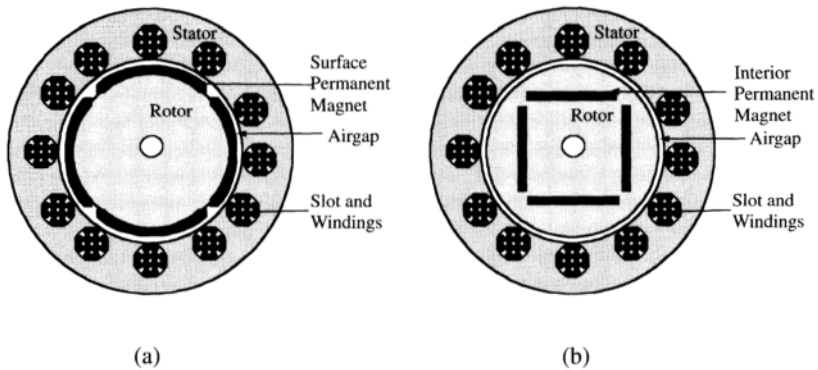 Stator
Surface
Permanent
Magnet
Rotor
Airgap
Slot and
Windings
(a)
Stator
Interior
Permanent
Magnet
Rotor
Airgap
Slot and
Windings
(b)